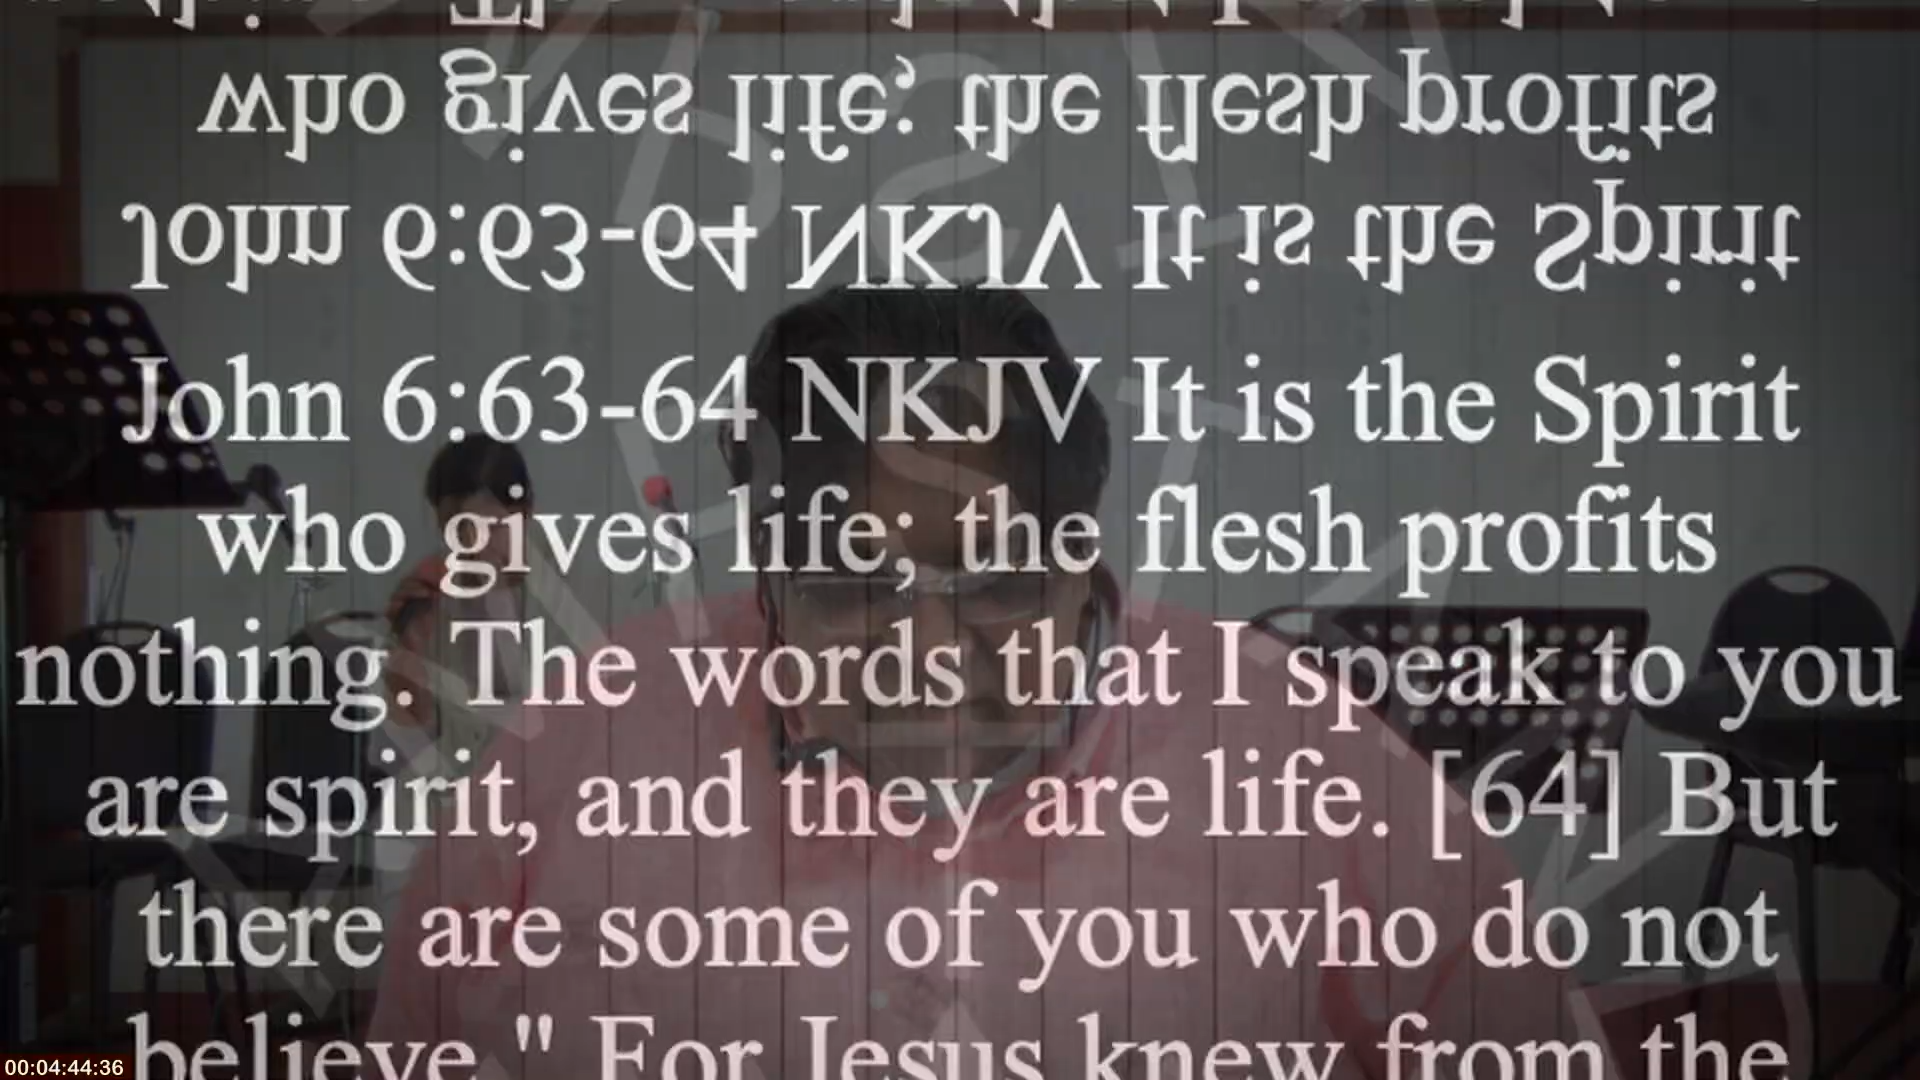 who gives life; the flesh profits
John 6:63-64 NKJV It is the Spirit
John 6:63-64 NKJV It is the Spirit
who gives life; the flesh profits
nothing. The words that I speak to you
are spirit, and they are life. [64] But
there are some of you who do not
believe." For Jesus knew from the
00:04:44:36